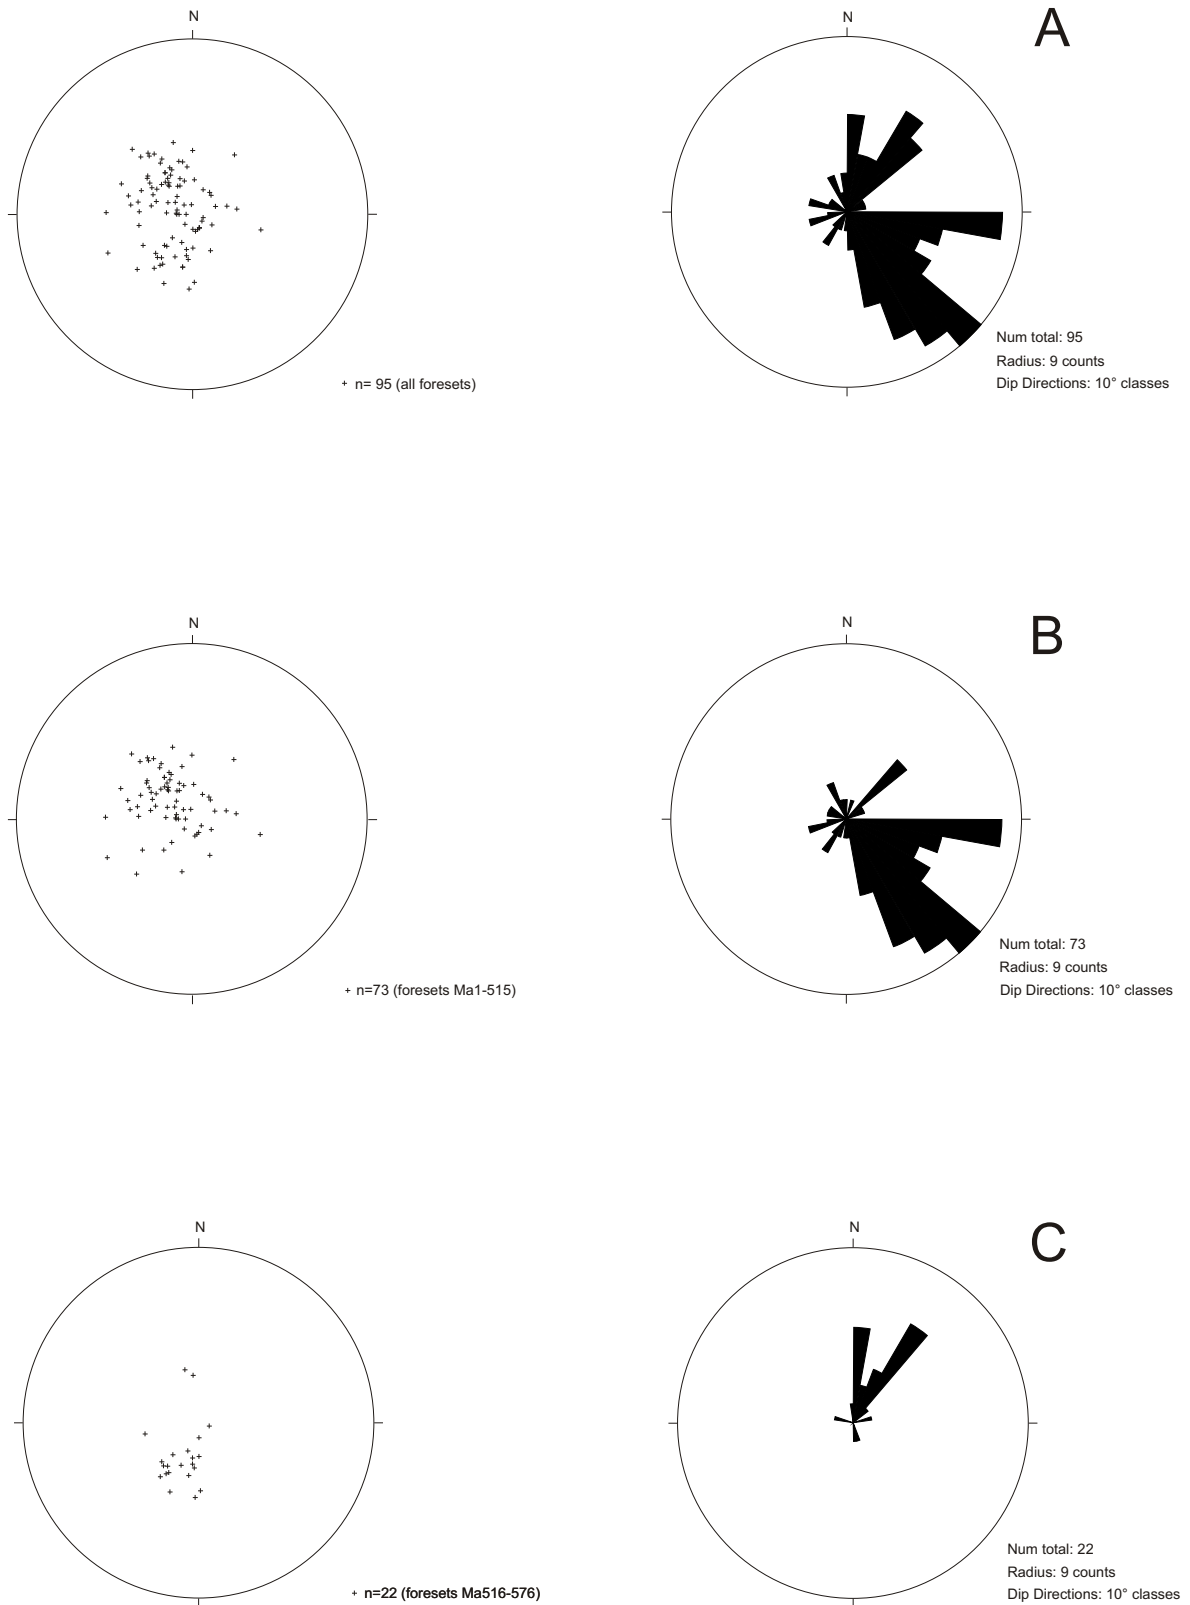 N
N
A
Num total: 95
Radius: 9 counts
Dip Directions: 10° classes
+ n= 95 (all foresets)
N
N
B
Num total: 73
Radius: 9 counts
Dip Directions: 10° classes
+ n=73 (foresets Ma1-515)
N
N
C
Num total: 22
Radius: 9 counts
Dip Directions: 10° classes
+ n=22 (foresets Ma516-576)